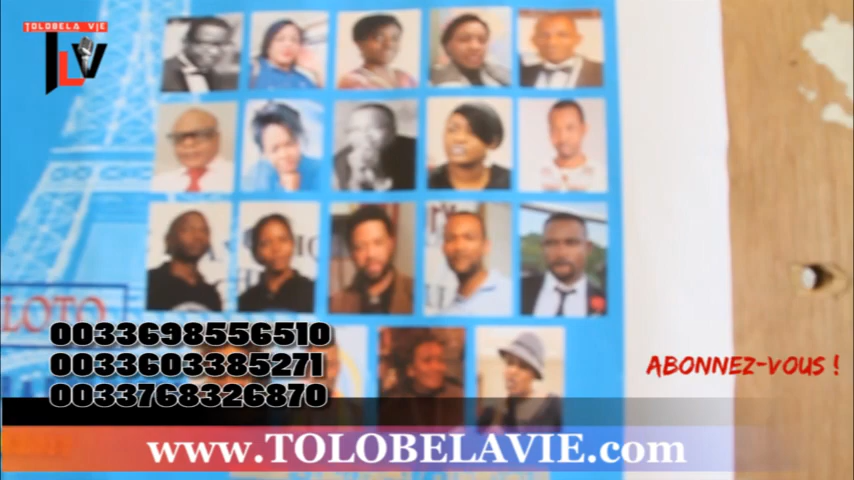 TOLOBELA VIE
TLV
LOTO
0033698556510
0033603385271
0033768326870
ABONNEZ-VOUS !
www.TOLOBELAVIE.com